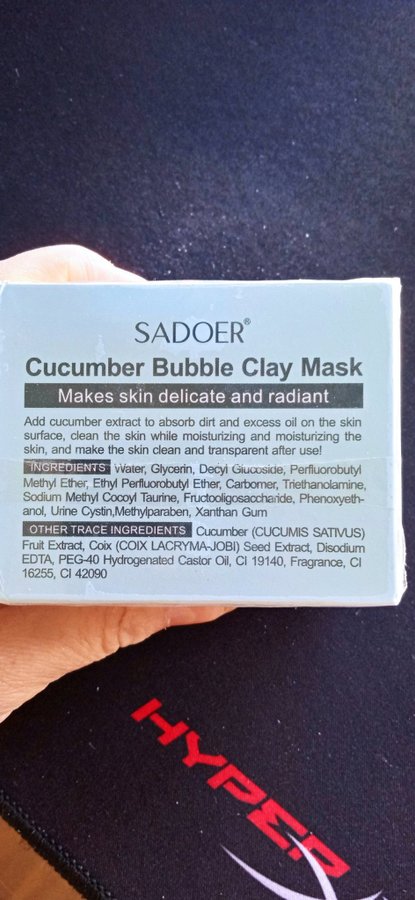 SADOER®
Cucumber Bubble Clay Mask
Makes skin delicate and radiant
Add cucumber extract to absorb dirt and excess oil on the skin
surface, clean the skin while moisturizing and moisturizing the
skin, and make the skin clean and transparent after use!
INGREDIENTS Water, Glycerin, Decyl Glucoside, Perfluorobutyl
Methyl Ether, Ethyl Perfluorobutyl Ether, Carbomer, Triethanolamine,
Sodium Methyl Cocoyl Taurine, Fructooligosaccharide, Phenoxyeth-
anol, Urine Cystin,Methylparaben, Xanthan Gum
OTHER TRACE INGREDIENTS Cucumber (CUCUMIS SATIVUS)
Fruit Extract, Coix (COIX LACRYMA-JOBI) Seed Extract, Disodium
EDTA, PEG-40 Hydrogenated Castor Oil, CI 19140, Fragrance, CI
16255, CI 42090
HYPER
X